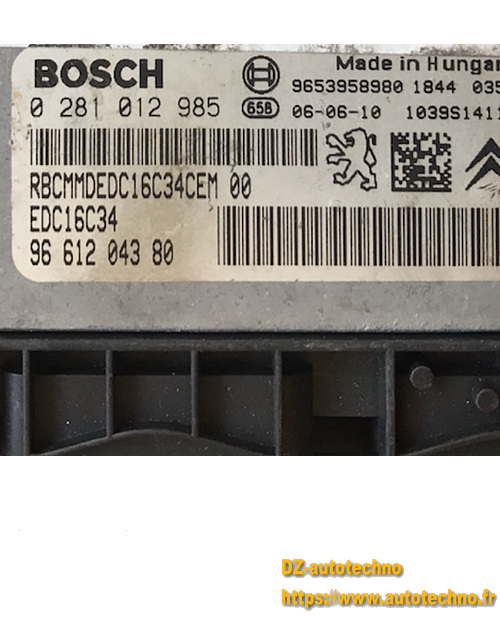 BOSCH
Made in Hungar
9653958980 1844 035
0 281 012 985
658 06-06-10 1039S1411
RBCMMDEDC16C34CEM 00
EDC16C34
96 612 043 80
DZ-autotechno
https://www.autotechno.fr